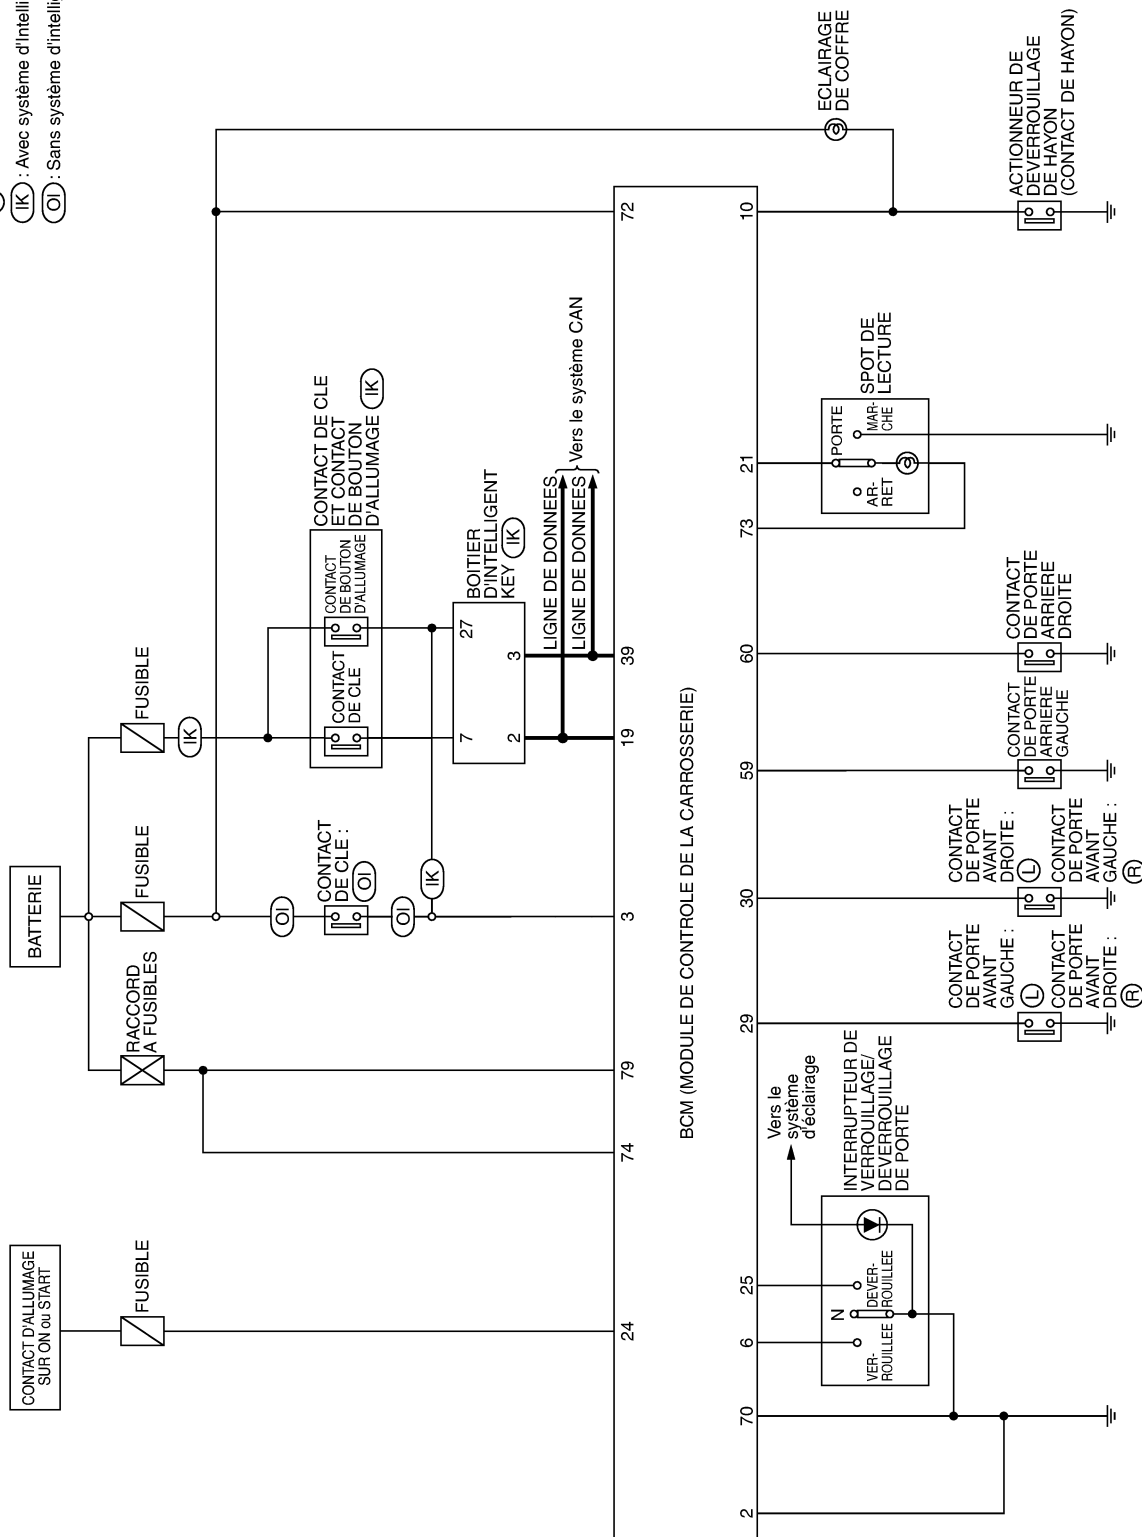 IK : Avec système d'Intelli
OI : Sans système d'intellig
BATTERIE
CONTACT D'ALLUMAGE
SUR ON ou START
FUSIBLE
RACCORD
A FUSIBLES
FUSIBLE
FUSIBLE
IK
OI
CONTACT
DE CLE :
OI
OI
IK
CONTACT DE CLE
ET CONTACT
DE BOUTON
D'ALLUMAGE
IK
CONTACT
DE CLE
CONTACT
DE BOUTON
D'ALLUMAGE
BOITIER
D'INTELLIGENT
KEY
IK
7
27
2
3
LIGNE DE DONNEES
LIGNE DE DONNEES
Vers le système CAN
24
74
79
3
19
39
72
BCM (MODULE DE CONTROLE DE LA CARROSSERIE)
2
70
6
25
29
30
59
60
73
21
10
Vers le
système
d'éclairage
INTERRUPTEUR DE
VERROUILLAGE/
DEVERROUILLAGE
DE PORTE
VER-
ROUILLEE
N
DEVER-
ROUILLEE
CONTACT
DE PORTE
AVANT
GAUCHE :
L
CONTACT
DE PORTE
AVANT
DROITE :
R
CONTACT
DE PORTE
AVANT
DROITE :
L
CONTACT
DE PORTE
AVANT
GAUCHE :
R
CONTACT
DE PORTE
ARRIERE
GAUCHE
CONTACT
DE PORTE
ARRIERE
DROITE
AR-
RET
PORTE
MAR-
CHE
SPOT DE
LECTURE
ECLAIRAGE
DE COFFRE
ACTIONNEUR DE
DEVERROUILLAGE
DE HAYON
(CONTACT DE HAYON)